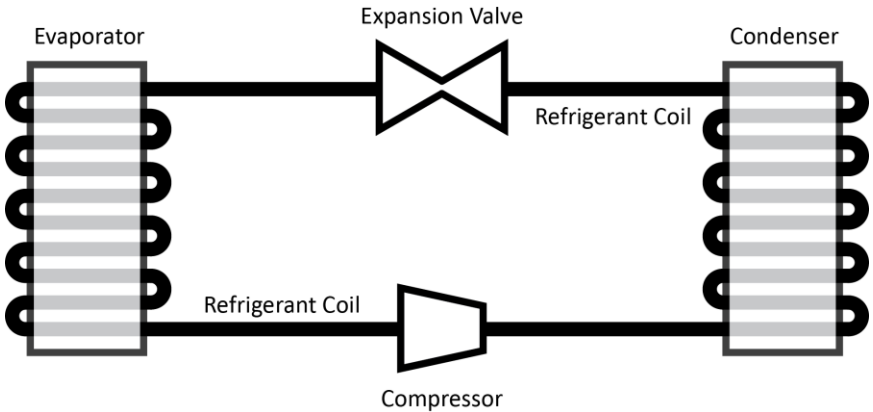 Expansion Valve
Evaporator
Condenser
Refrigerant Coil
Refrigerant Coil
Compressor